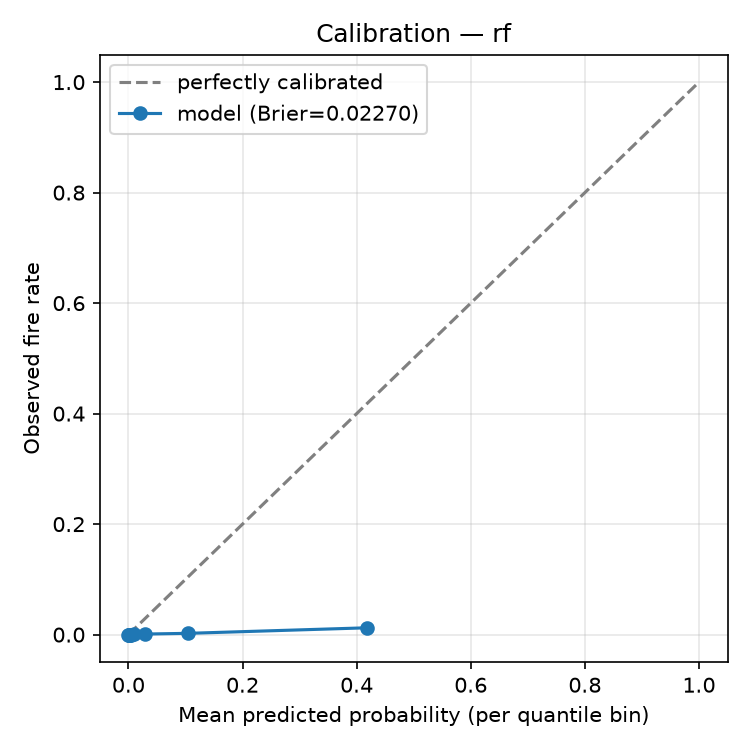 Calibration — rf
perfectly calibrated
model (Brier=0.02270)
Observed fire rate
1.0
0.8
0.6
0.4
0.2
0.0
0.0 0.2 0.4 0.6 0.8 1.0
Mean predicted probability (per quantile bin)